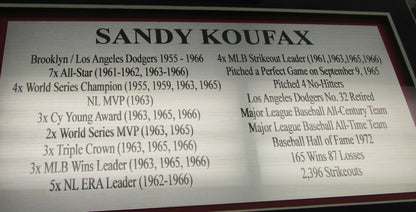 SANDY KOUFAX
Brooklyn / Los Angeles Dodgers 1955 - 1966
7x All-Star (1961-1962, 1963-1966)
4x World Series Champion (1955, 1959, 1963, 1965)
NL MVP (1963)
3x Cy Young Award (1963, 1965, 1966)
2x World Series MVP (1963, 1965)
3x Triple Crown (1963, 1965, 1966)
3x MLB Wins Leader (1963, 1965, 1966)
5x NL ERA Leader (1962-1966)
4x MLB Strikeout Leader (1961,1963,1965,1966)
Pitched a Perfect Game on September 9, 1965
Pitched 4 No-Hitters
Los Angeles Dodgers No. 32 Retired
Major League Baseball All-Century Team
Major League Baseball All-Time Team
Baseball Hall of Fame 1972
165 Wins 87 Losses
2,396 Strikeouts